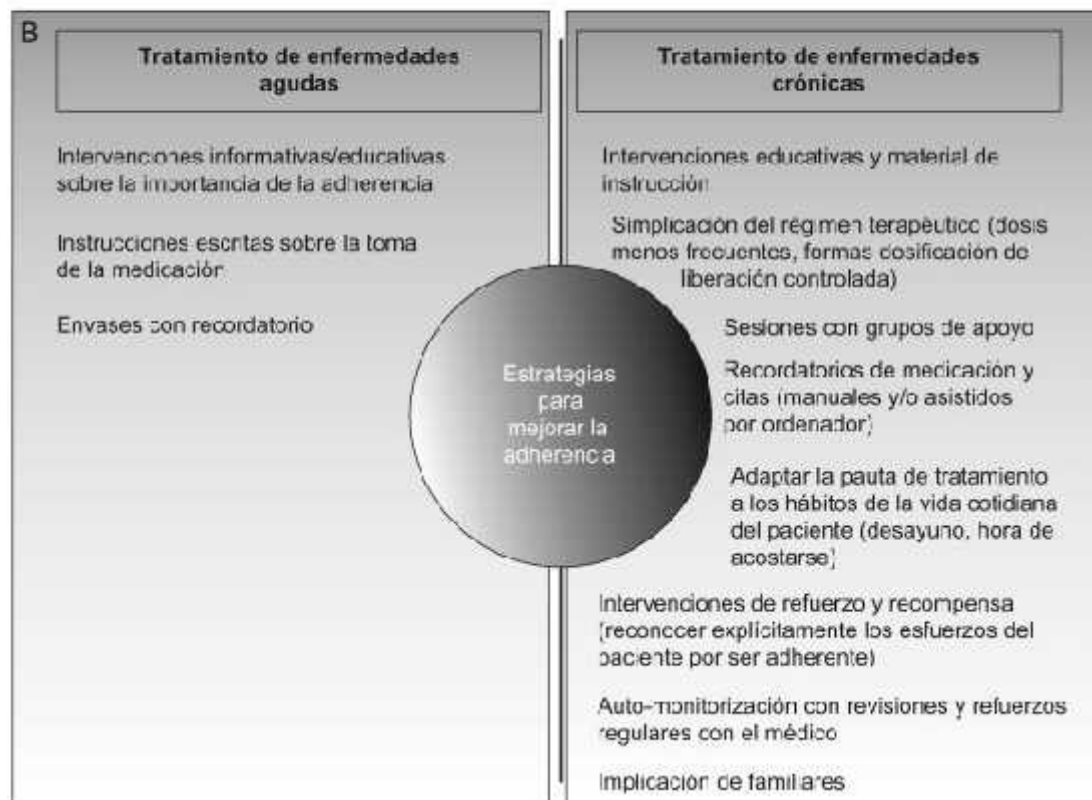 B
Tratamiento de enfermedades
agudas
Intervenciones informativas/educativas
sobre la importancia de la adherencia
Instrucciones escritas sobre la toma
de la medicación
Envases con recordatorio
Estrategias
para
mejorar la
adherencia
Tratamiento de enfermedades
crónicas
Intervenciones educativas y material de
instrucción
Simplicación del régimen terapéutico (dosis
menos frecuentes, formas dosificación de
liberación controlada)
Sesiones con grupos de apoyo
Recordatorios de medicación y
citas (manuales y/o asistidos
por ordenador)
Adaptar la pauta de tratamiento
a los hábitos de la vida cotidiana
del paciente (desayuno, hora de
acostarse)
Intervenciones de refuerzo y recompensa
(reconocer explícitamente los esfuerzos del
paciente por ser adherente)
Auto-monitorización con revisiones y refuerzos
regulares con el médico
Implicación de familiares